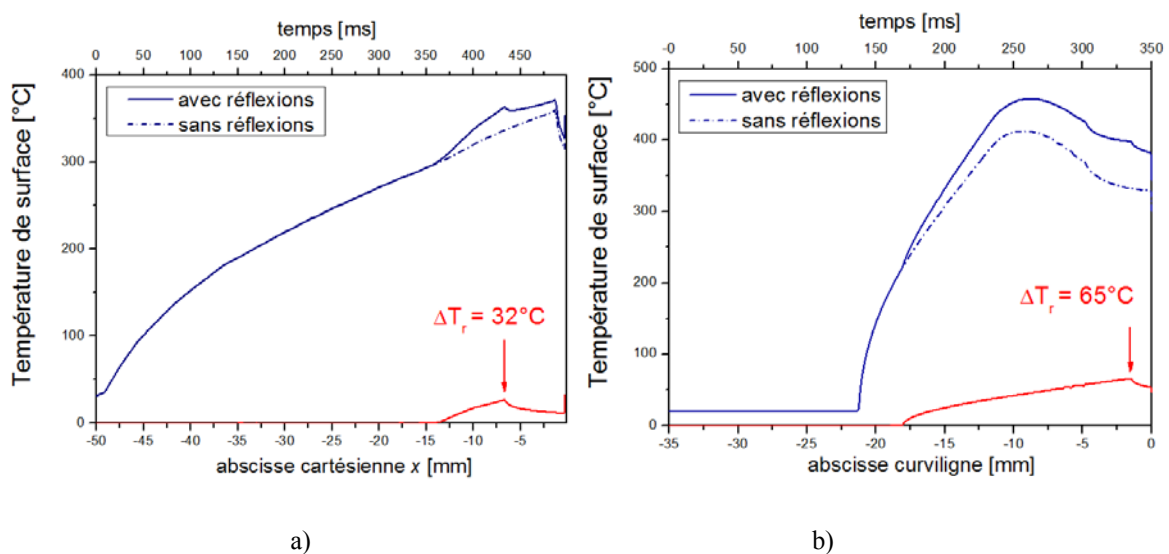 temps [ms]
0 50 100 150 200 250 300 350 400 450
Température de surface [°C]
400
300
200
100
0
avec réflexions
sans réflexions
ΔTr = 32°C
-50 -45 -40 -35 -30 -25 -20 -15 -10 -5
abscisse cartésienne x [mm]
a)
temps [ms]
-0 50 100 150 200 250 300 350
Température de surface [°C]
500
400
300
200
100
0
avec réflexions
sans réflexions
ΔTr = 65°C
-35 -30 -25 -20 -15 -10 -5 0
abscisse curviligne [mm]
b)